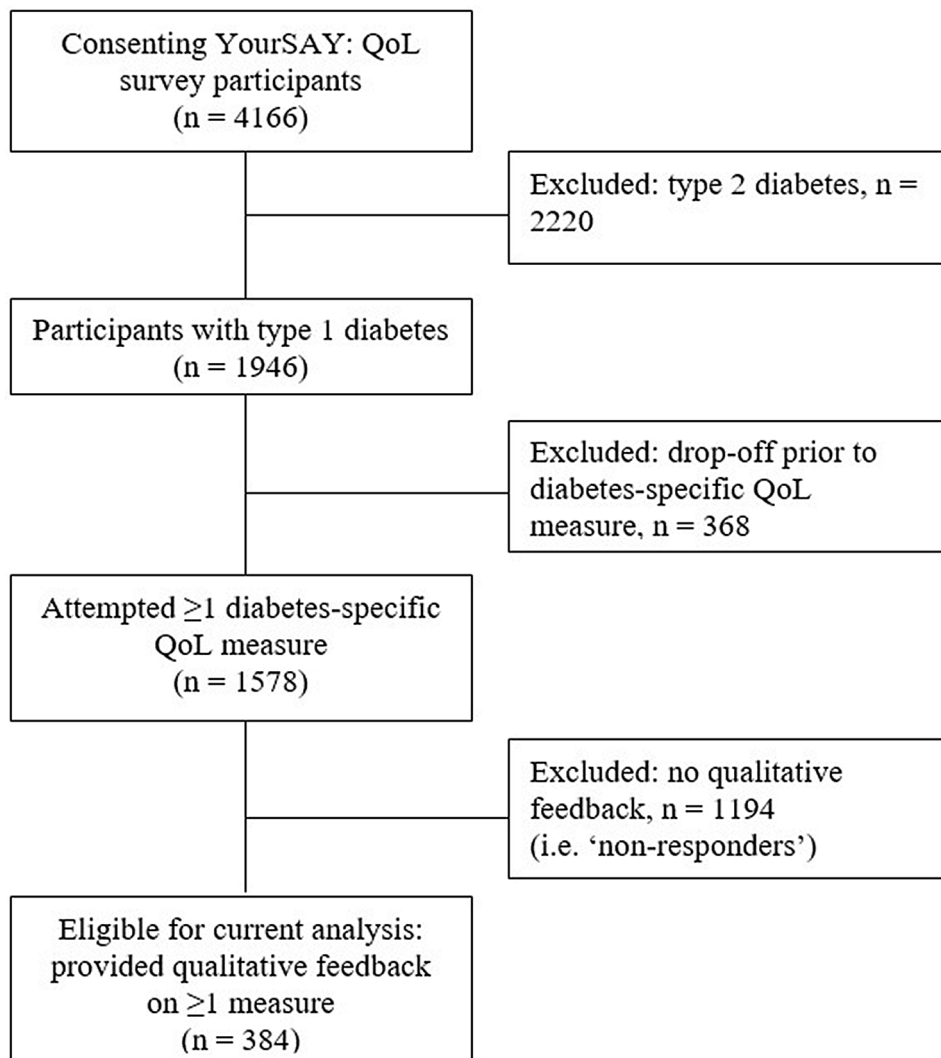 Consenting YourSAY: QoL
survey participants
(n = 4166)
Excluded: type 2 diabetes, n =
2220
Participants with type 1 diabetes
(n = 1946)
Excluded: drop-off prior to
diabetes-specific QoL
measure, n = 368
Attempted ≥1 diabetes-specific
QoL measure
(n = 1578)
Excluded: no qualitative
feedback, n = 1194
(i.e. ‘non-responders’)
Eligible for current analysis:
provided qualitative feedback
on ≥1 measure
(n = 384)